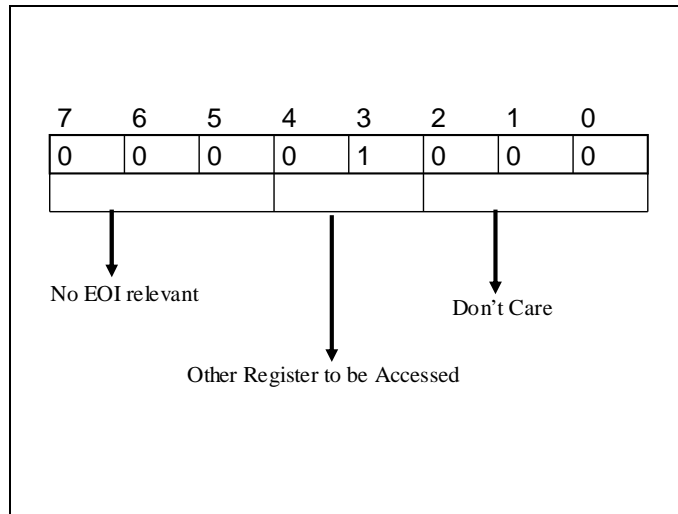 7 6 5 4 3 2 1 0
0 0 0 0 1 0 0 0
No EOI relevant
Don't Care
Other Register to be Accessed